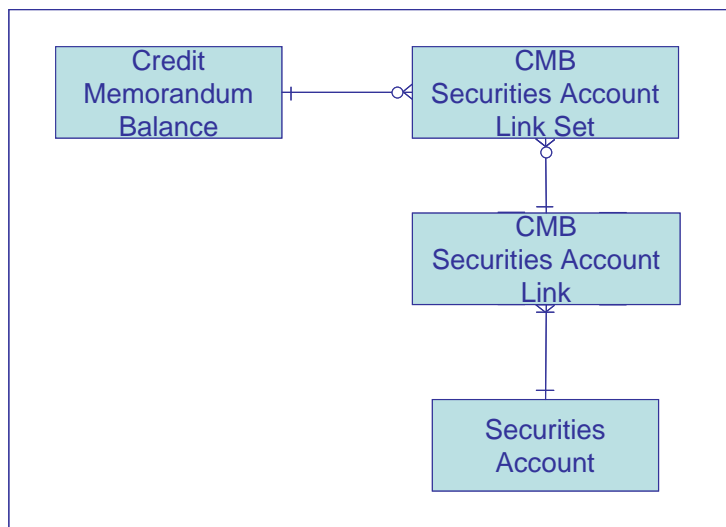 Credit
Memorandum
Balance
CMB
Securities Account
Link Set
CMB
Securities Account
Link
Securities
Account